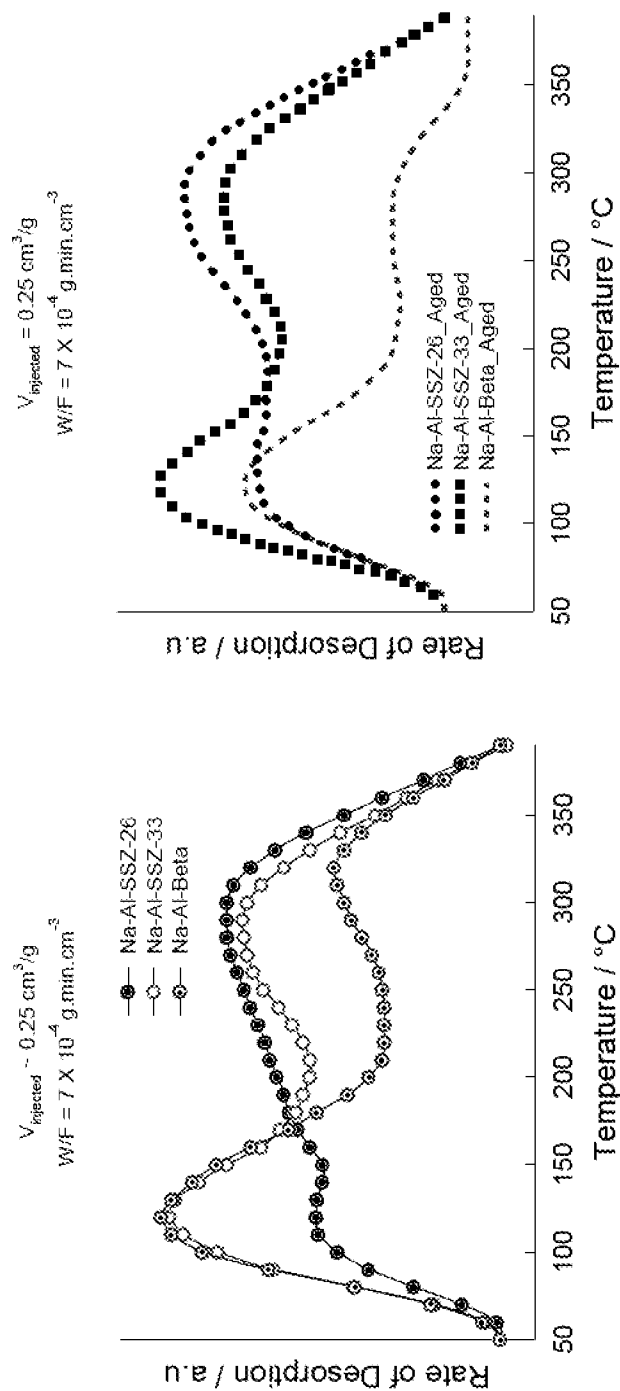 V injected ~ 0.25 cm³/g
W/F = 7 X 10⁻⁴ g.min.cm⁻³
Na-Al-SSZ-26
Na-Al-SSZ-33
Na-Al-Beta
Rate of Desorption / a.u
50 100 150 200 250 300 350
Temperature / °C
V injected = 0.25 cm³/g
W/F = 7 X 10⁻⁴ g.min.cm⁻³
Na-Al-SSZ-26_Aged
Na-Al-SSZ-33_Aged
Na-Al-Beta_Aged
Rate of Desorption / a.u
50 100 150 200 250 300 350
Temperature / °C